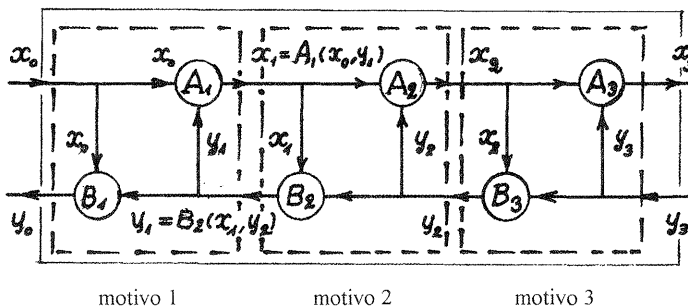 x₀ x₀ A₁ x₁=A₁(x₀,y₁) A₂ x₂ A₃
x₀ y₁ x₁ y₂ x₂ y₃
B₁ B₂ B₃
y₀ y₁=B₂(x₁,y₂) y₂ y₃
motivo 1 motivo 2 motivo 3